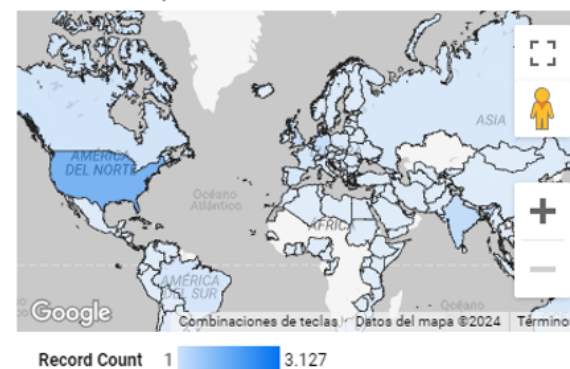 ASIA
AMÉRICA
DEL NORTE
Océano
Atlántico
ÁFRICA
AMÉRICA
DEL SUR
Océano
Google
Combinaciones de teclas
Datos del mapa ©2024
Término
Record Count 1 3.127